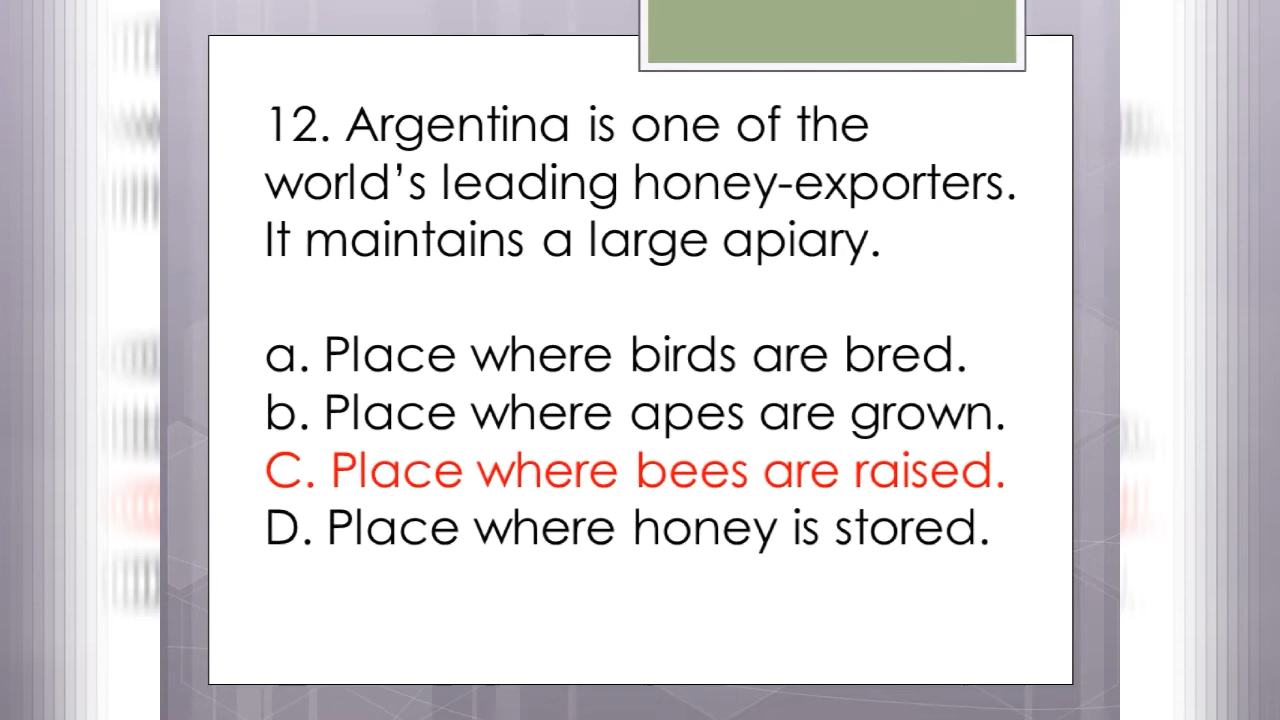 12. Argentina is one of the
world’s leading honey-exporters.
It maintains a large apiary.
a. Place where birds are bred.
b. Place where apes are grown.
C. Place where bees are raised.
D. Place where honey is stored.